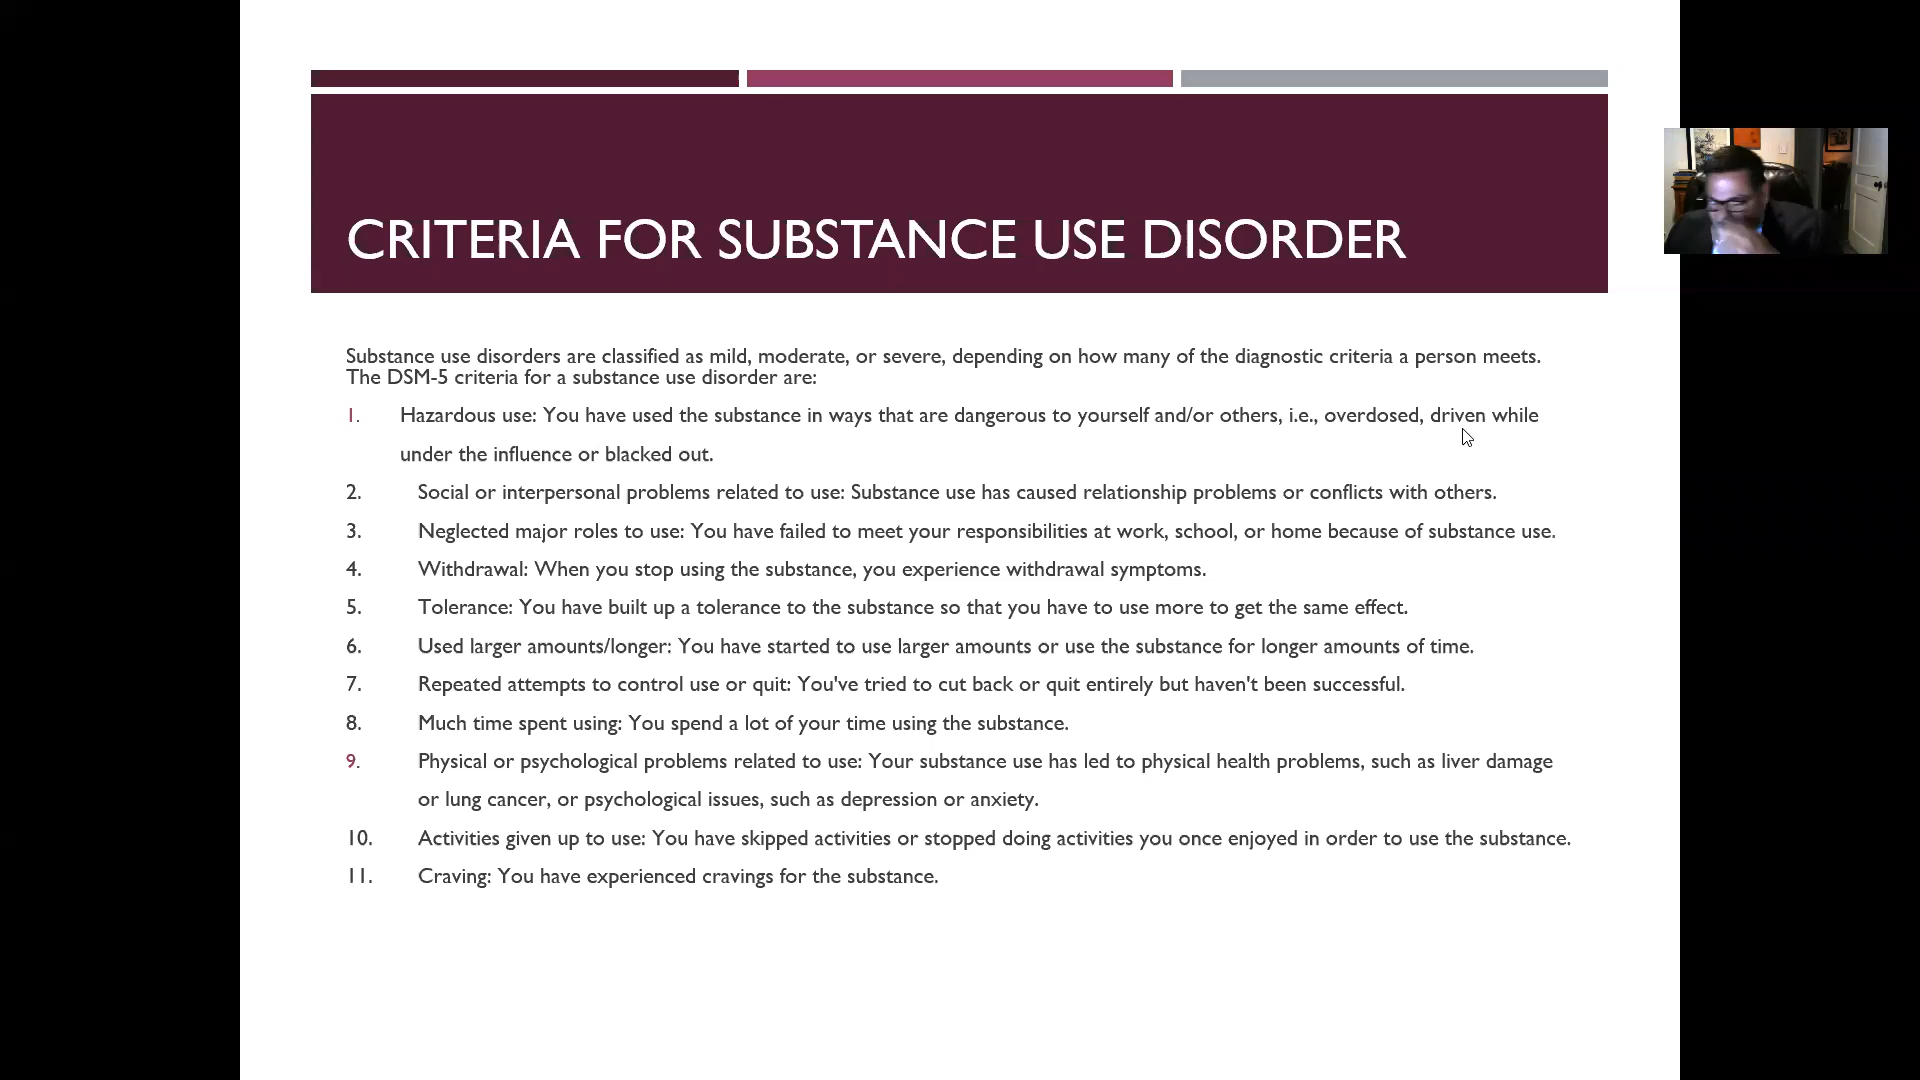 CRITERIA FOR SUBSTANCE USE DISORDER
Substance use disorders are classified as mild, moderate, or severe, depending on how many of the diagnostic criteria a person meets.
The DSM-5 criteria for a substance use disorder are:
1. Hazardous use: You have used the substance in ways that are dangerous to yourself and/or others, i.e., overdosed, driven while
under the influence or blacked out.
2. Social or interpersonal problems related to use: Substance use has caused relationship problems or conflicts with others.
3. Neglected major roles to use: You have failed to meet your responsibilities at work, school, or home because of substance use.
4. Withdrawal: When you stop using the substance, you experience withdrawal symptoms.
5. Tolerance: You have built up a tolerance to the substance so that you have to use more to get the same effect.
6. Used larger amounts/longer: You have started to use larger amounts or use the substance for longer amounts of time.
7. Repeated attempts to control use or quit: You've tried to cut back or quit entirely but haven't been successful.
8. Much time spent using: You spend a lot of your time using the substance.
9. Physical or psychological problems related to use: Your substance use has led to physical health problems, such as liver damage
or lung cancer, or psychological issues, such as depression or anxiety.
10. Activities given up to use: You have skipped activities or stopped doing activities you once enjoyed in order to use the substance.
11. Craving: You have experienced cravings for the substance.